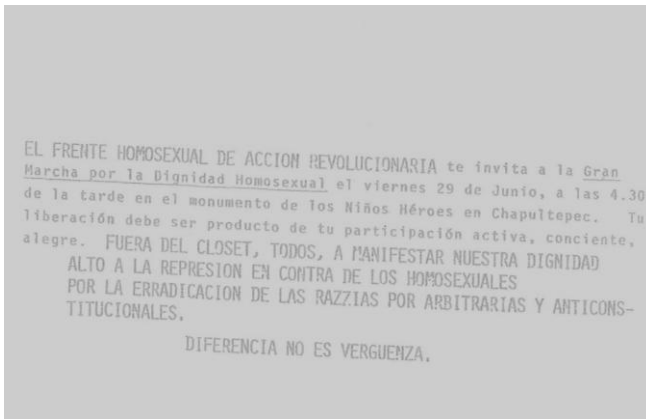 EL FRENTE HOMOSEXUAL DE ACCION REVOLUCIONARIA te invita a la Gran
Marcha por la Dignidad Homosexual el viernes 29 de Junio, a las 4.30
de la tarde en el monumento de los Niños Héroes en Chapultepec. Tu
liberación debe ser producto de tu participación activa, conciente,
alegre. FUERA DEL CLOSET, TODOS, A MANIFESTAR NUESTRA DIGNIDAD
ALTO A LA REPRESION EN CONTRA DE LOS HOMOSEXUALES
POR LA ERRADICACION DE LAS RAZZIAS POR ARBITRARIAS Y ANTICONS-
TITUCIONALES.
DIFERENCIA NO ES VERGUENZA.